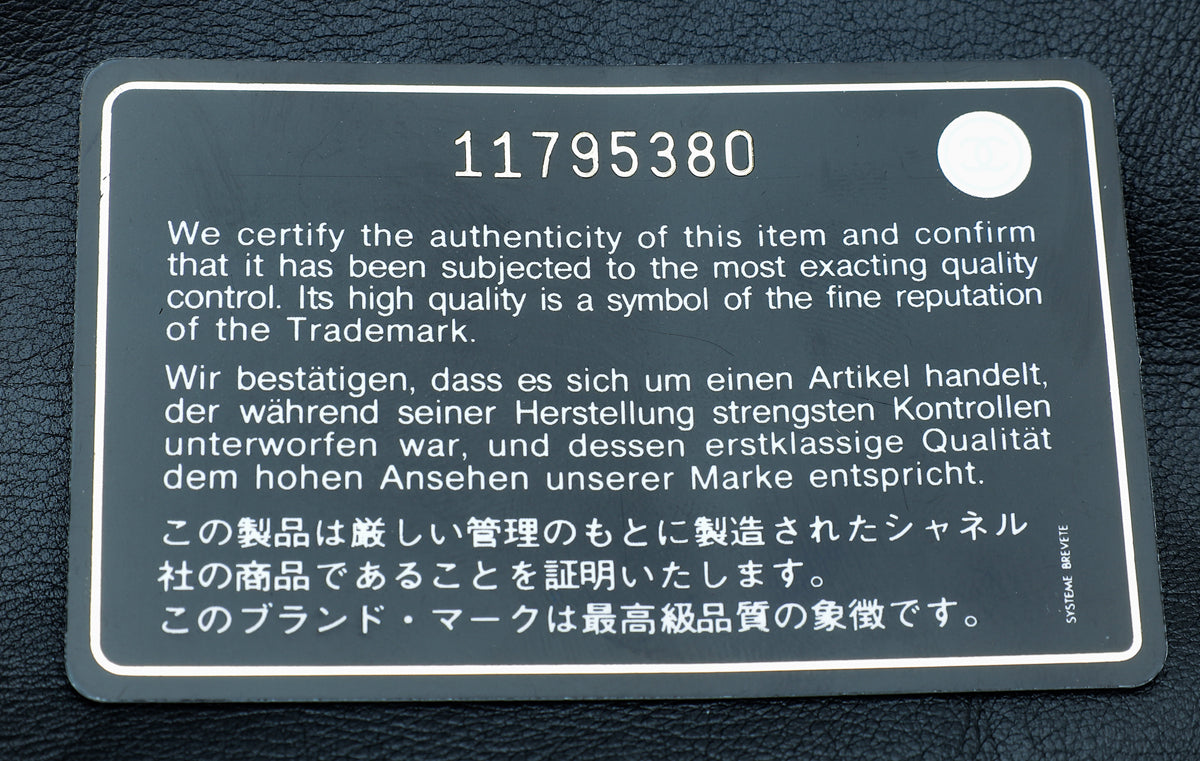 11795380
We certify the authenticity of this item and confirm
that it has been subjected to the most exacting quality
control. Its high quality is a symbol of the fine reputation
of the Trademark.
Wir bestätigen, dass es sich um einen Artikel handelt,
der während seiner Herstellung strengsten Kontrollen
unterworfen war, und dessen erstklassige Qualität
dem hohen Ansehen unserer Marke entspricht.
この製品は厳しい管理のもとに製造されたシャネル
社の商品であることを証明いたします。
このブランド・マークは最高級品質の象徴です。
SYSTEME BREVETE